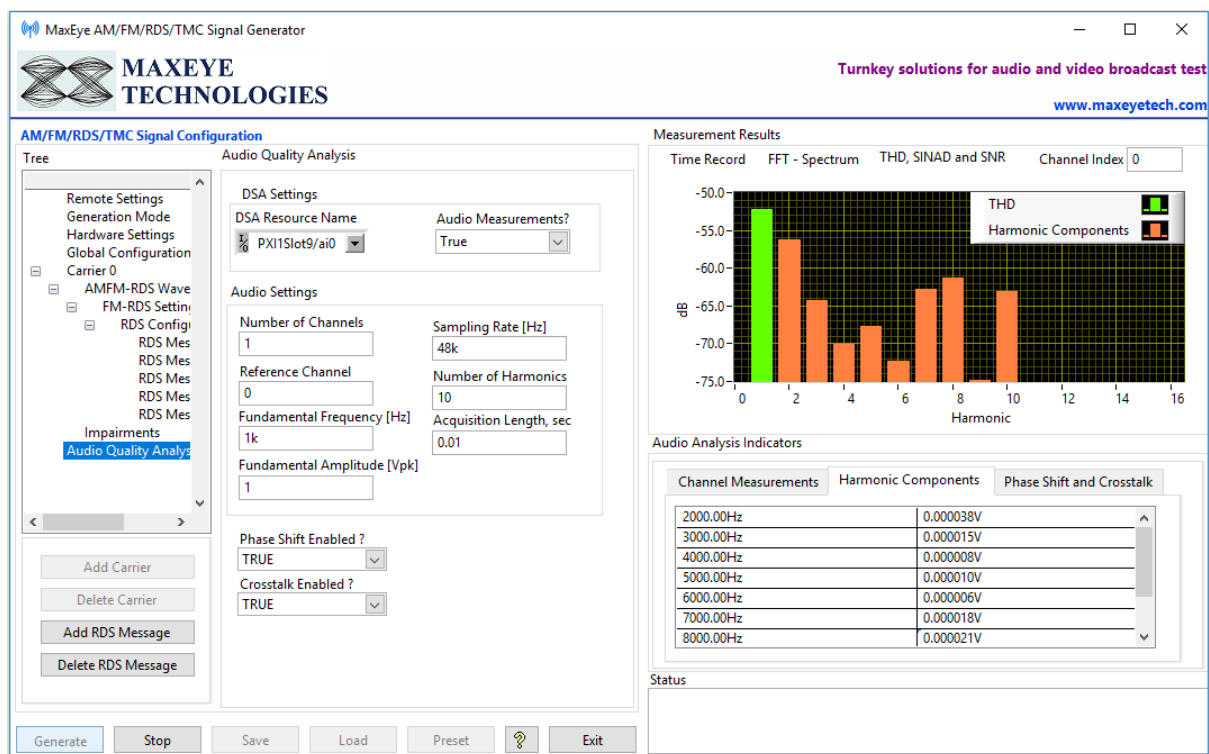 MaxEye AM/FM/RDS/TMC Signal Generator
MAXEYE
TECHNOLOGIES
Turnkey solutions for audio and video broadcast test
www.maxeyetech.com
AM/FM/RDS/TMC Signal Configuration
Tree
Remote Settings
Generation Mode
Hardware Settings
Global Configuration
Carrier 0
AMFM-RDS Wave
FM-RDS Settin
RDS Config
RDS Mes
RDS Mes
RDS Mes
RDS Mes
RDS Mes
Impairments
Audio Quality Analys
Add Carrier
Delete Carrier
Add RDS Message
Delete RDS Message
Audio Quality Analysis
DSA Settings
DSA Resource Name
PXI1Slot9/ai0
Audio Measurements?
True
Audio Settings
Number of Channels
1
Sampling Rate [Hz]
48k
Reference Channel
0
Number of Harmonics
10
Fundamental Frequency [Hz]
1k
Acquisition Length, sec
0.01
Fundamental Amplitude [Vpk]
1
Phase Shift Enabled ?
TRUE
Crosstalk Enabled ?
TRUE
Measurement Results
Time Record FFT - Spectrum THD, SINAD and SNR Channel Index 0
THD
Harmonic Components
dB
-50.0
-55.0
-60.0
-65.0
-70.0
-75.0
0 2 4 6 8 10 12 14 16
Harmonic
Audio Analysis Indicators
Channel Measurements Harmonic Components Phase Shift and Crosstalk
2000.00Hz 0.000038V
3000.00Hz 0.000015V
4000.00Hz 0.000008V
5000.00Hz 0.000010V
6000.00Hz 0.000006V
7000.00Hz 0.000018V
8000.00Hz 0.000021V
Status
Generate Stop Save Load Preset ? Exit